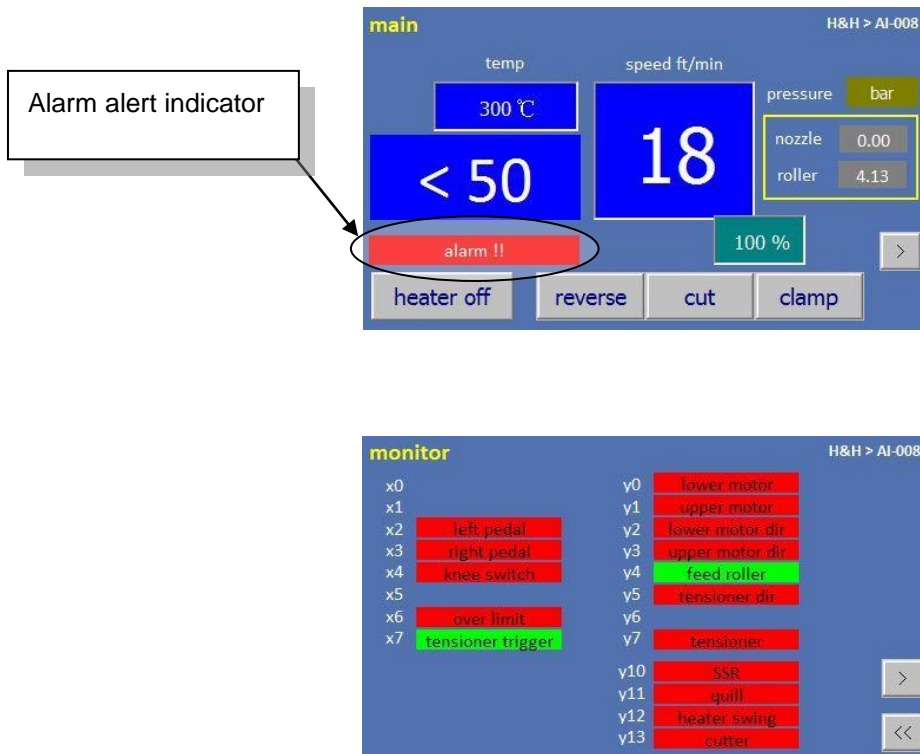 main H&H > AI-008
temp speed ft/min
Alarm alert indicator
pressure bar
300 ℃
nozzle 0.00
18
roller 4.13
< 50
100 %
alarm !!
>
heater off reverse cut clamp
monitor H&H > AI-008
x0 y0 lower motor
x1 y1 upper motor
x2 left pedal y2 lower motor dir
x3 right pedal y3 upper motor dir
x4 knee switch y4 feed roller
x5 y5 tensioner dir
x6 over limit y6
x7 tensioner trigger y7 tensioner
y10 SSR
>
y11 quill
y12 heater swing
<<
y13 cutter